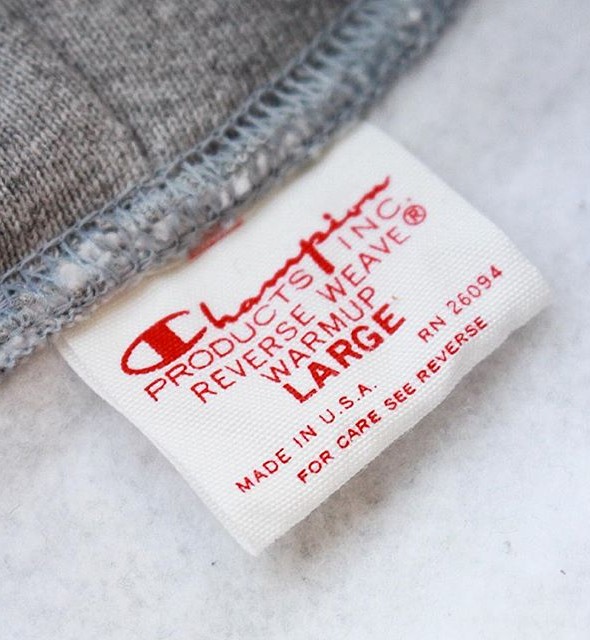 Champion
PRODUCTS INC.
REVERSE WEAVE®
WARMUP
LARGE
RN 26094
MADE IN U.S.A.
FOR CARE SEE REVERSE